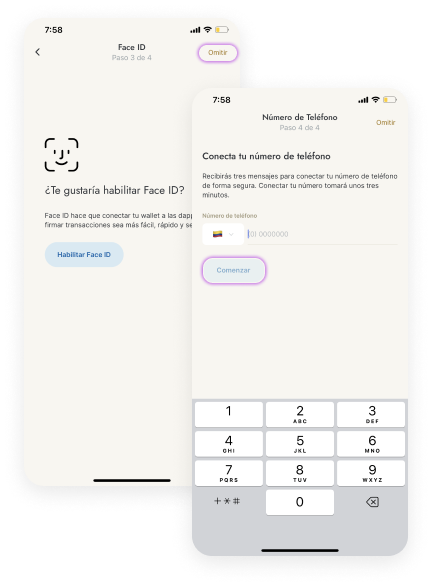 7:58
Face ID
Paso 3 de 4
Omitir
¿Te gustaría habilitar Face ID?
Face ID hace que conectar tu wallet a las dapp
firmar transacciones sea más fácil, rápido y se
Habilitar Face ID
7:58
Número de Teléfono
Paso 4 de 4
Omitir
Conecta tu número de teléfono
Recibirás tres mensajes para conectar tu número de teléfono
de forma segura. Conectar tu número tomará unos tres
minutos.
Número de teléfono
0000000
Comenzar
1
2
ABC
3
DEF
4
GHI
5
JKL
6
MNO
7
PQRS
8
TUV
9
WXYZ
+ * #
0